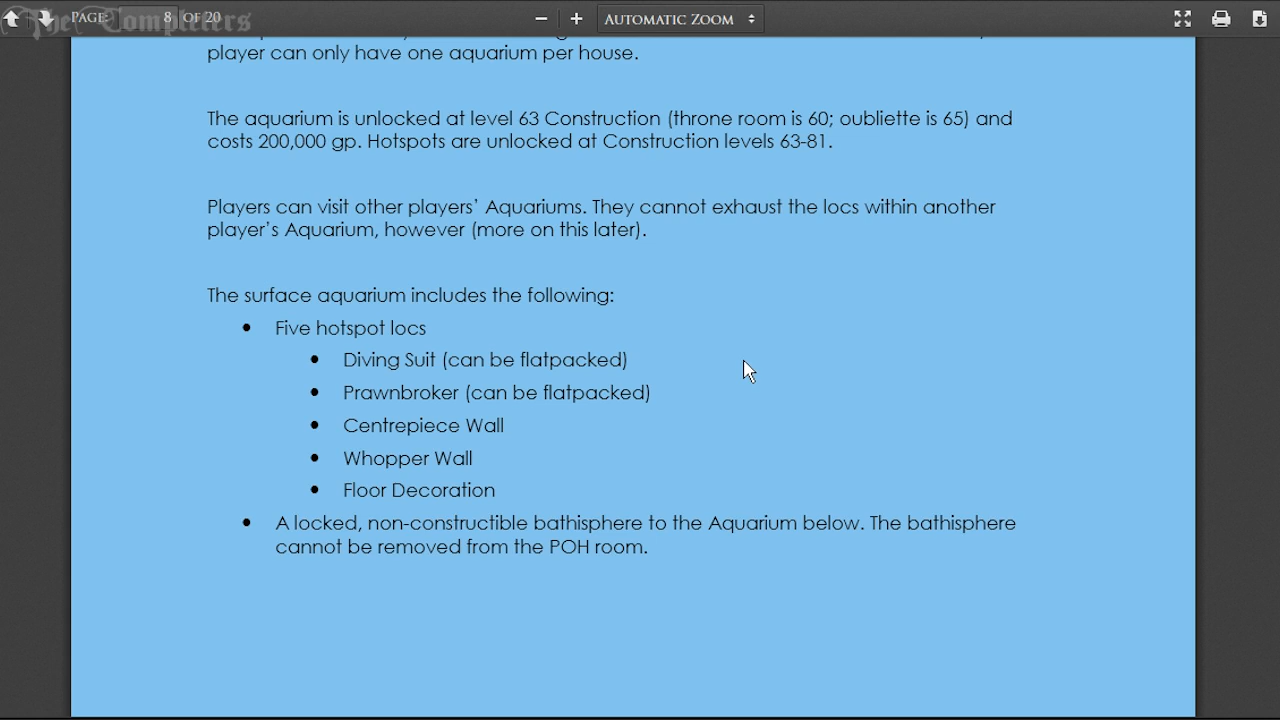 The Completers
PAGE: 8 OF 20
AUTOMATIC ZOOM
player can only have one aquarium per house.
The aquarium is unlocked at level 63 Construction (throne room is 60; oubliette is 65) and
costs 200,000 gp. Hotspots are unlocked at Construction levels 63-81.
Players can visit other players’ Aquariums. They cannot exhaust the locs within another
player’s Aquarium, however (more on this later).
The surface aquarium includes the following:
• Five hotspot locs
• Diving Suit (can be flatpacked)
• Prawnbroker (can be flatpacked)
• Centrepiece Wall
• Whopper Wall
• Floor Decoration
• A locked, non-constructible bathisphere to the Aquarium below. The bathisphere
cannot be removed from the POH room.